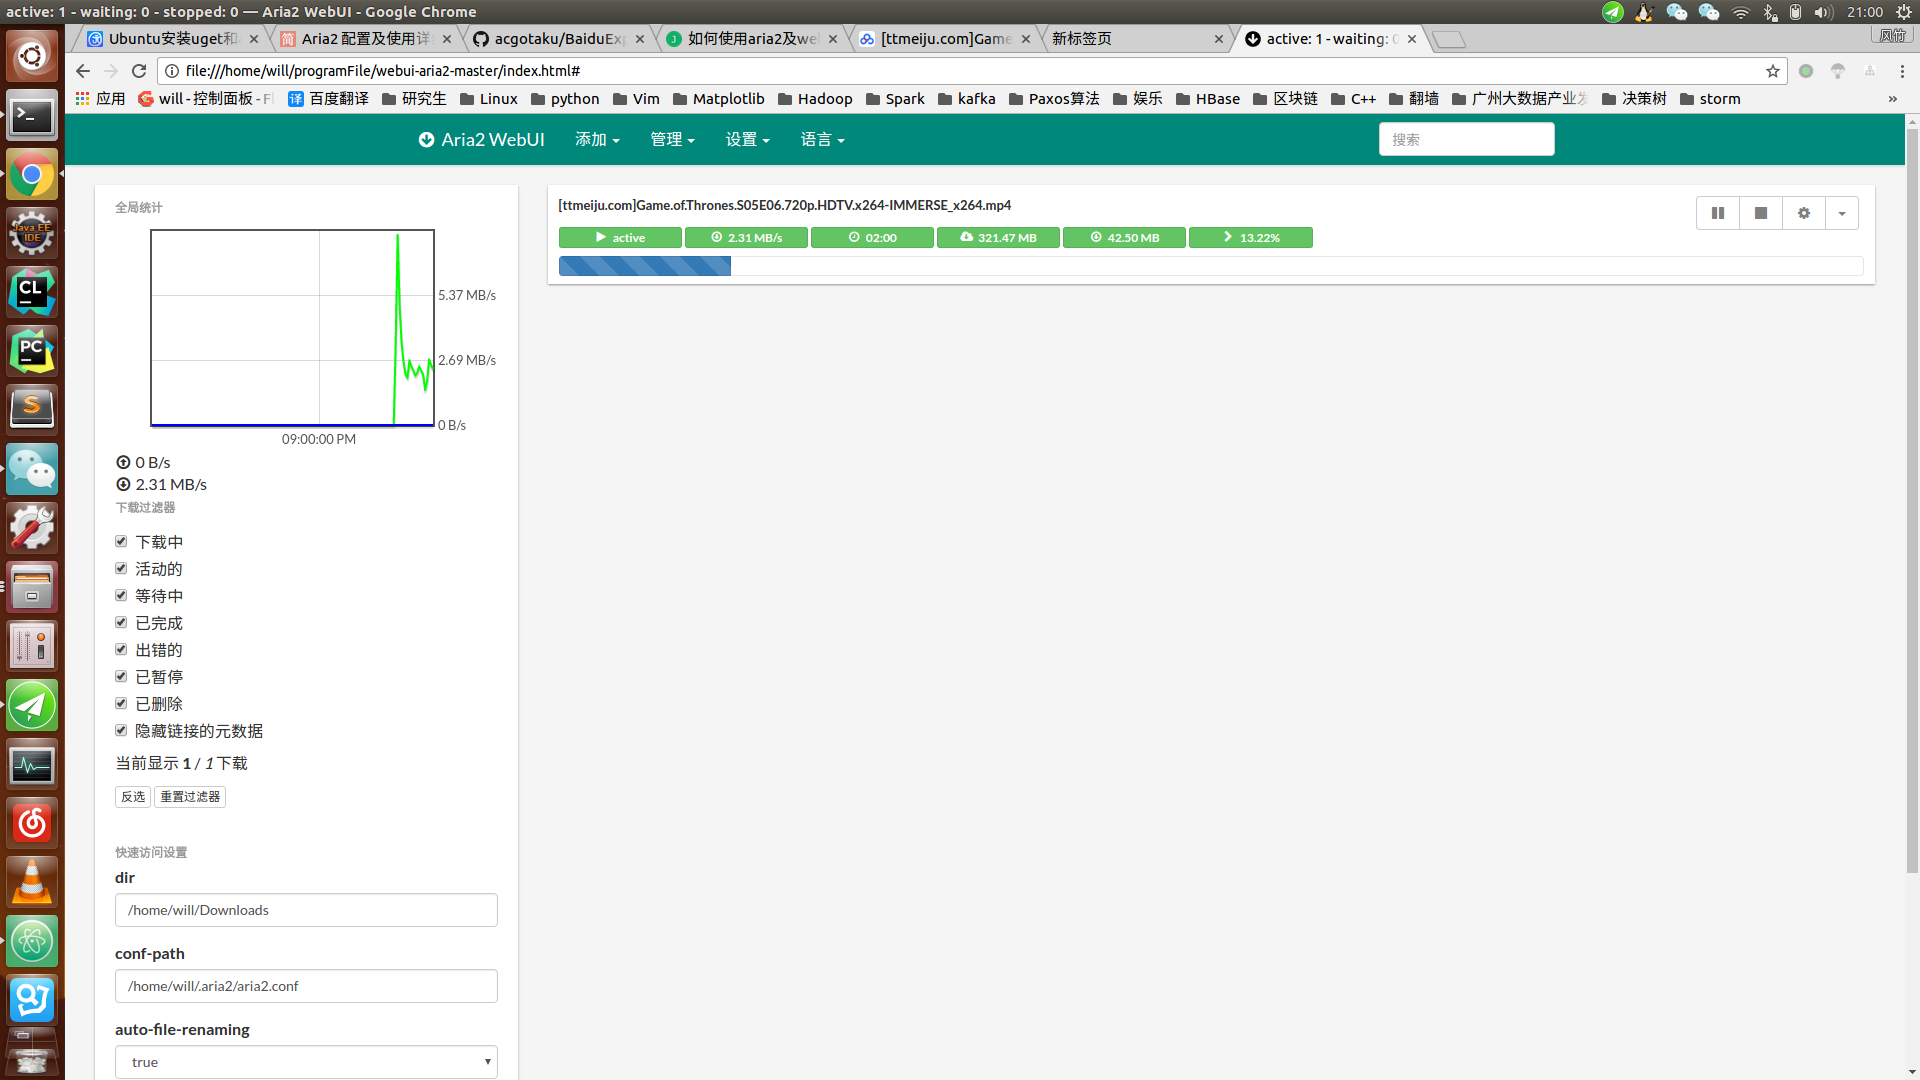 active: 1 - waiting: 0 - stopped: 0 — Aria2 WebUI - Google Chrome
21:00
Ubuntu安装uget和
Aria2 配置及使用详
acgotaku/BaiduExp
如何使用aria2及we
[ttmeiju.com]Game
新标签页
active: 1 - waiting: 0
风竹
file:///home/will/programFile/webui-aria2-master/index.html#
应用
will - 控制面板 - F
百度翻译
研究生
Linux
python
Vim
Matplotlib
Hadoop
Spark
kafka
Paxos算法
娱乐
HBase
区块链
C++
翻墙
广州大数据产业发
决策树
storm
»
Aria2 WebUI
添加
管理
设置
语言
搜索
全局统计
5.37 MB/s
2.69 MB/s
0 B/s
09:00:00 PM
0 B/s
2.31 MB/s
下载过滤器
下载中
活动的
等待中
已完成
出错的
已暂停
已删除
隐藏链接的元数据
当前显示 1 / 1 下载
反选
重置过滤器
快速访问设置
dir
/home/will/Downloads
conf-path
/home/will/.aria2/aria2.conf
auto-file-renaming
true
[ttmeiju.com]Game.of.Thrones.S05E06.720p.HDTV.x264-IMMERSE_x264.mp4
active
2.31 MB/s
02:00
321.47 MB
42.50 MB
13.22%
Java EE
IDE
CL
PC
S